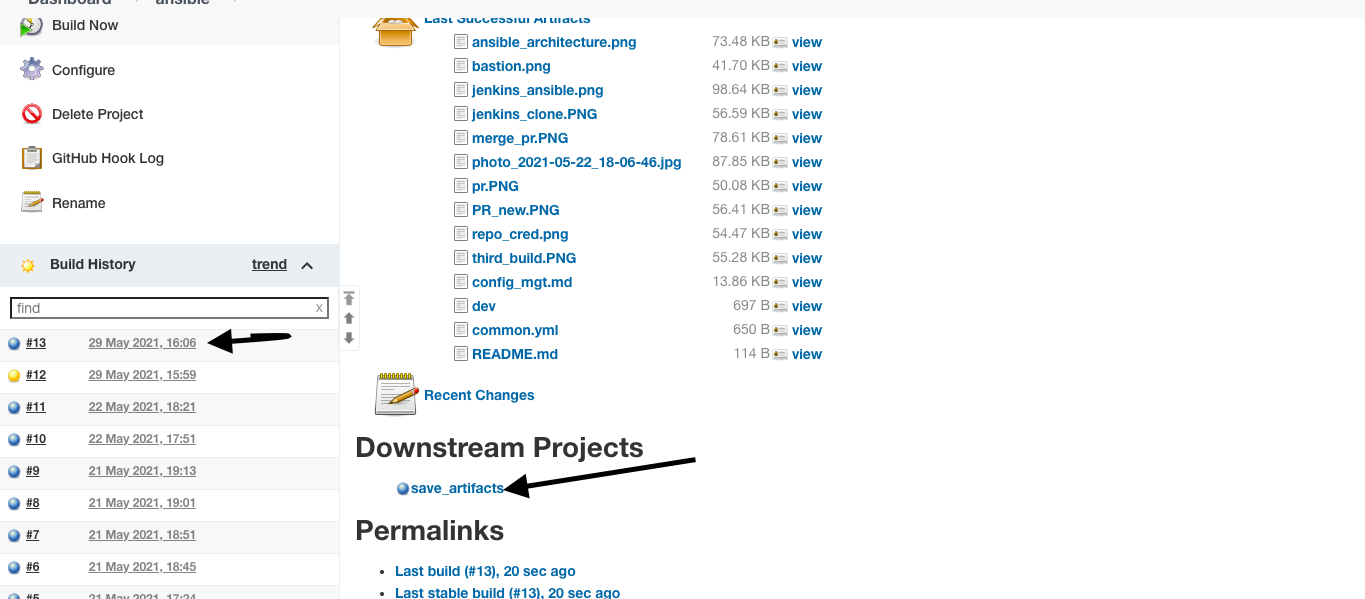 Dashboard ansible
Build Now
Configure
Delete Project
GitHub Hook Log
Rename
Build History trend
find x
#13 29 May 2021, 16:06
#12 29 May 2021, 15:59
#11 22 May 2021, 18:21
#10 22 May 2021, 17:51
#9 21 May 2021, 19:13
#8 21 May 2021, 19:01
#7 21 May 2021, 18:51
#6 21 May 2021, 18:45
#5 21 May 2021, 17:24
Last Successful Artifacts
ansible_architecture.png 73.48 KB view
bastion.png 41.70 KB view
jenkins_ansible.png 98.64 KB view
jenkins_clone.PNG 56.59 KB view
merge_pr.PNG 78.61 KB view
photo_2021-05-22_18-06-46.jpg 87.85 KB view
pr.PNG 50.08 KB view
PR_new.PNG 56.41 KB view
repo_cred.png 54.47 KB view
third_build.PNG 55.28 KB view
config_mgt.md 13.86 KB view
dev 697 B view
common.yml 650 B view
README.md 114 B view
Recent Changes
Downstream Projects
save_artifacts
Permalinks
Last build (#13), 20 sec ago
Last stable build (#13), 20 sec ago